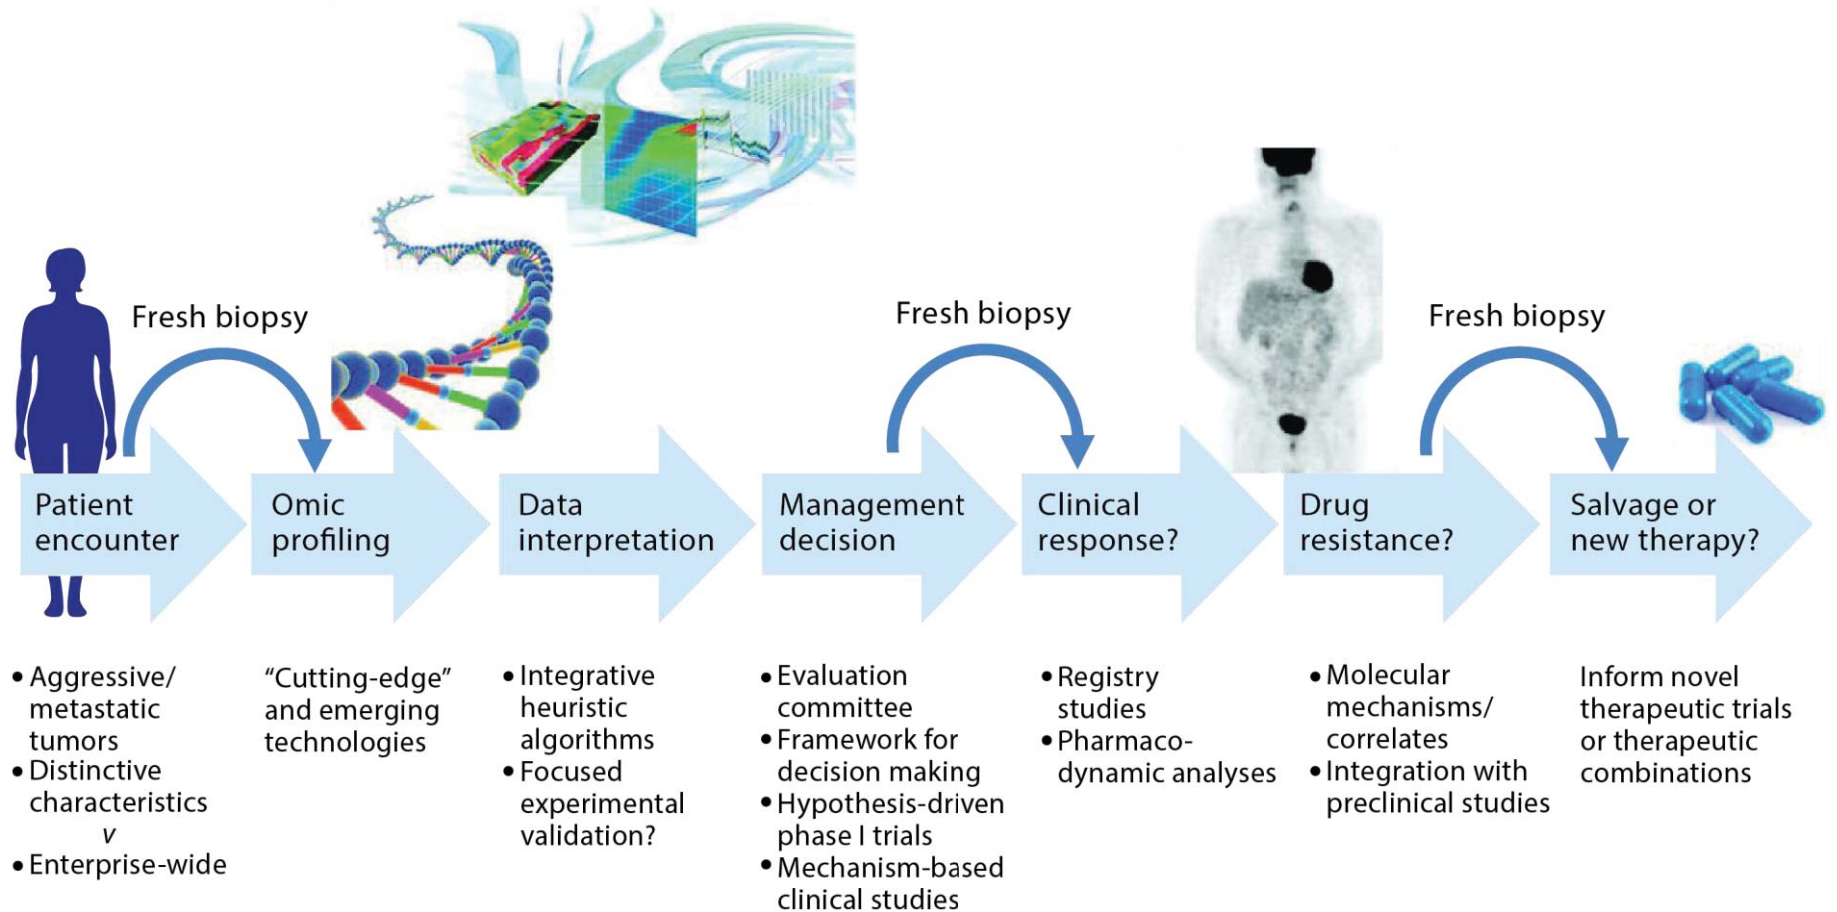 Fresh biopsy
Fresh biopsy
Fresh biopsy
Patient
encounter
Omic
profiling
Data
interpretation
Management
decision
Clinical
response?
Drug
resistance?
Salvage or
new therapy?
• Aggressive/
metastatic
tumors
• Distinctive
characteristics
v
• Enterprise-wide
“Cutting-edge”
and emerging
technologies
• Integrative
heuristic
algorithms
• Focused
experimental
validation?
• Evaluation
committee
• Framework for
decision making
• Hypothesis-driven
phase I trials
• Mechanism-based
clinical studies
• Registry
studies
• Pharmaco-
dynamic analyses
• Molecular
mechanisms/
correlates
• Integration with
preclinical studies
Inform novel
therapeutic trials
or therapeutic
combinations